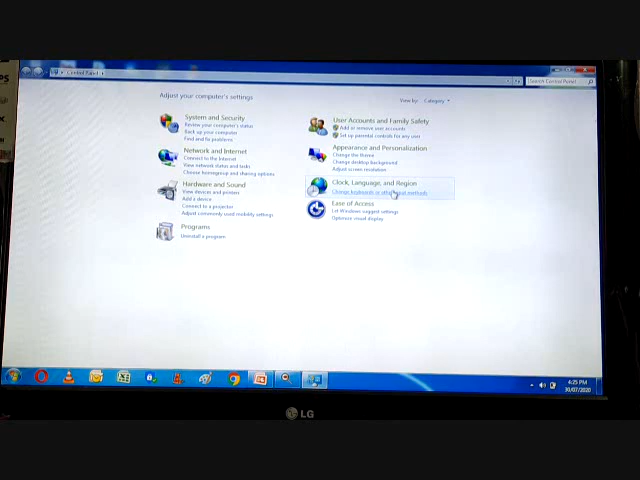 Control Panel
Search Control Panel
Adjust your computer's settings
View by: Category
System and Security
Review your computer's status
Back up your computer
Find and fix problems
Network and Internet
Connect to the Internet
View network status and tasks
Choose homegroup and sharing options
Hardware and Sound
View devices and printers
Add a device
Connect to a projector
Adjust commonly used mobility settings
Programs
Uninstall a program
User Accounts and Family Safety
Add or remove user accounts
Set up parental controls for any user
Appearance and Personalization
Change the theme
Change desktop background
Adjust screen resolution
Clock, Language, and Region
Change keyboards or other input methods
Ease of Access
Let Windows suggest settings
Optimize visual display
4:25 PM
30/07/2020
LG